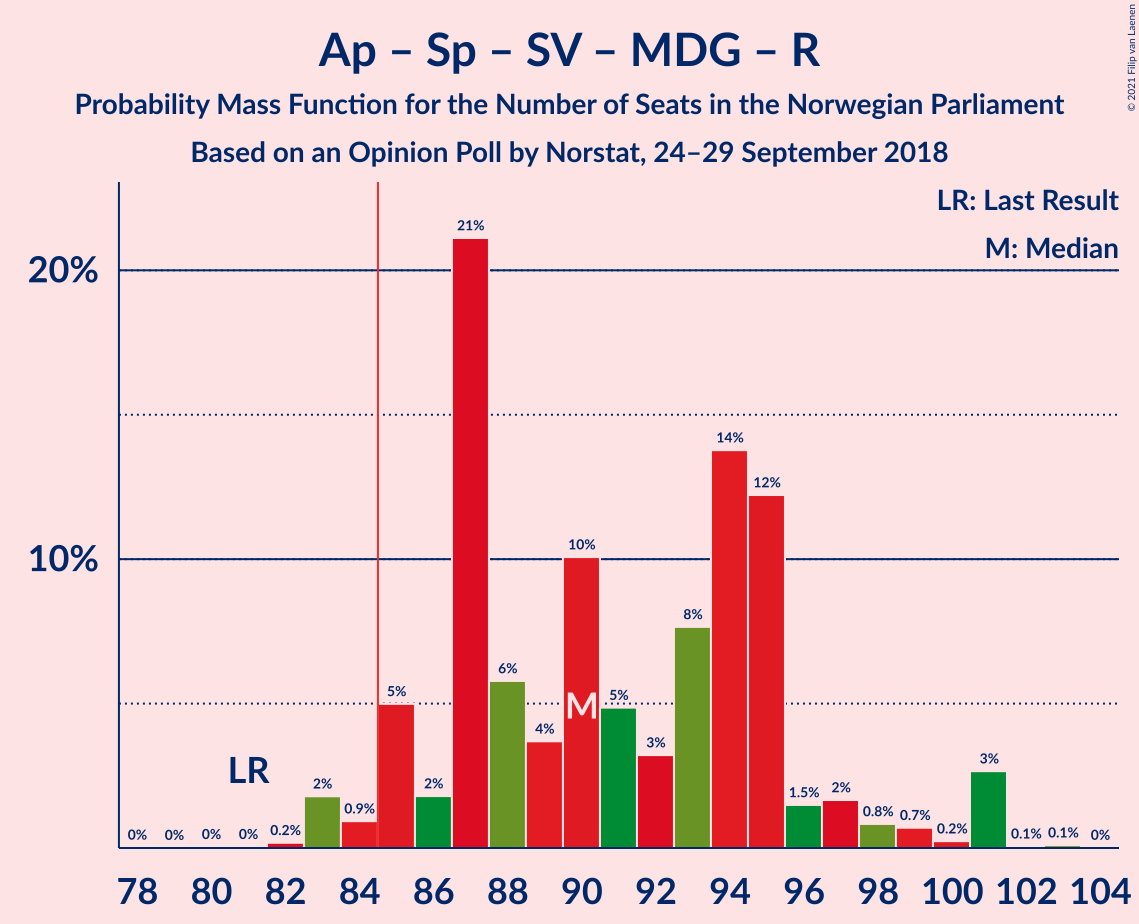 Ap – Sp – SV – MDG – R
Probability Mass Function for the Number of Seats in the Norwegian Parliament
Based on an Opinion Poll by Norstat, 24–29 September 2018
© 2021 Filip van Laenen
LR: Last Result
M: Median
20%
10%
0% 0% 0% 0% 0.2% 2% 0.9% 5% 2% 21% 6% 4% 10% 5% 3% 8% 14% 12% 1.5% 2% 0.8% 0.7% 0.2% 3% 0.1% 0.1% 0%
LR
M
78 80 82 84 86 88 90 92 94 96 98 100 102 104